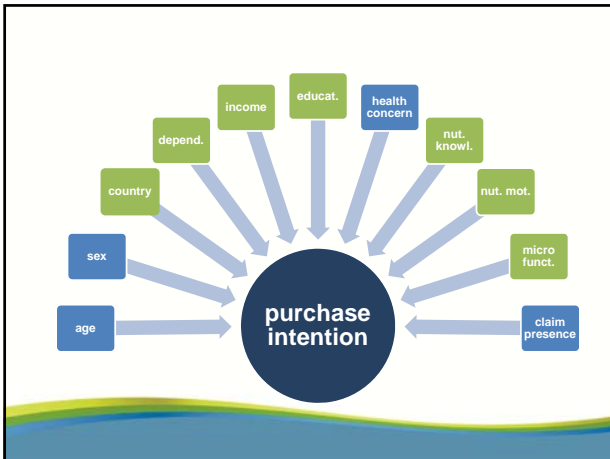 age
sex
country
depend.
income
educat.
health
concern
nut.
knowl.
nut. mot.
micro
funct.
claim
presence
purchase
intention